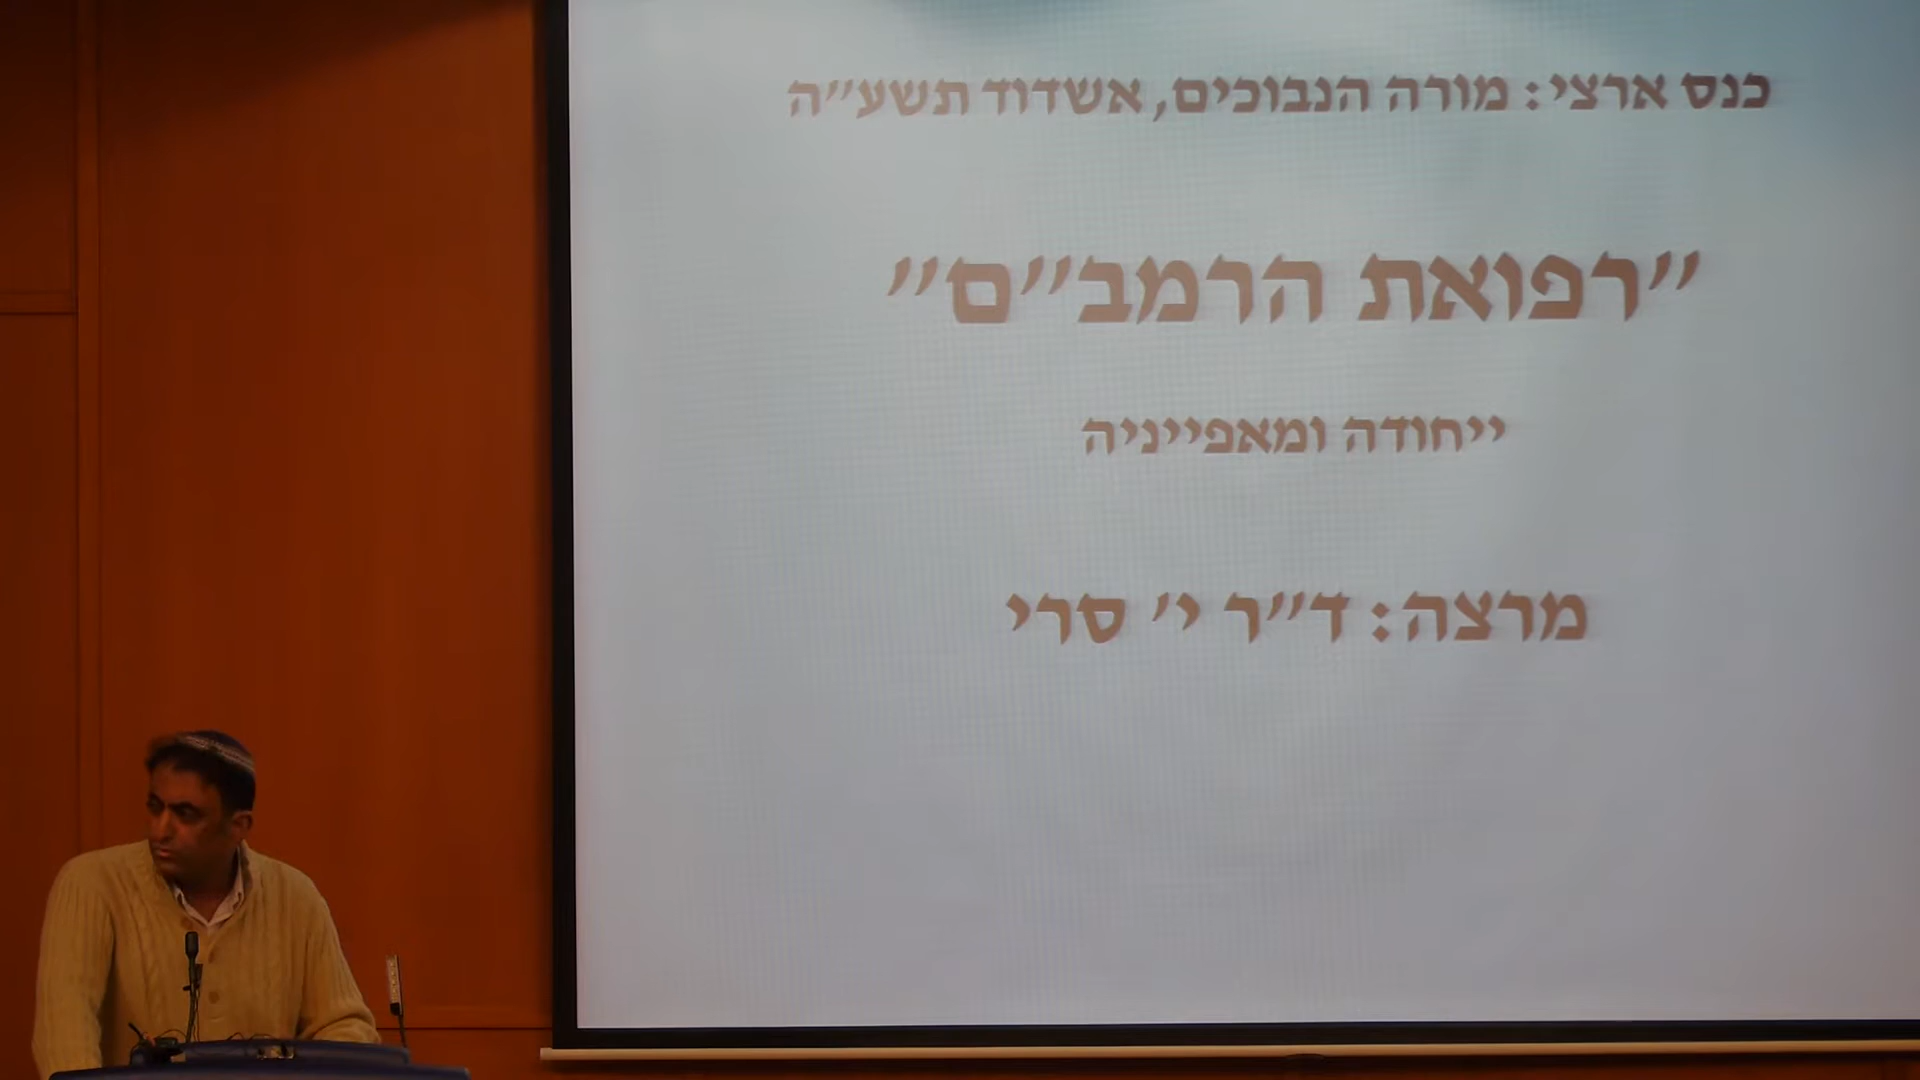 כנס ארצי: מורה הנבוכים, אשדוד תשע״ה
״רפואת הרמב״ם״
ייחודה ומאפייניה
מרצה: ד״ר י׳ סרי